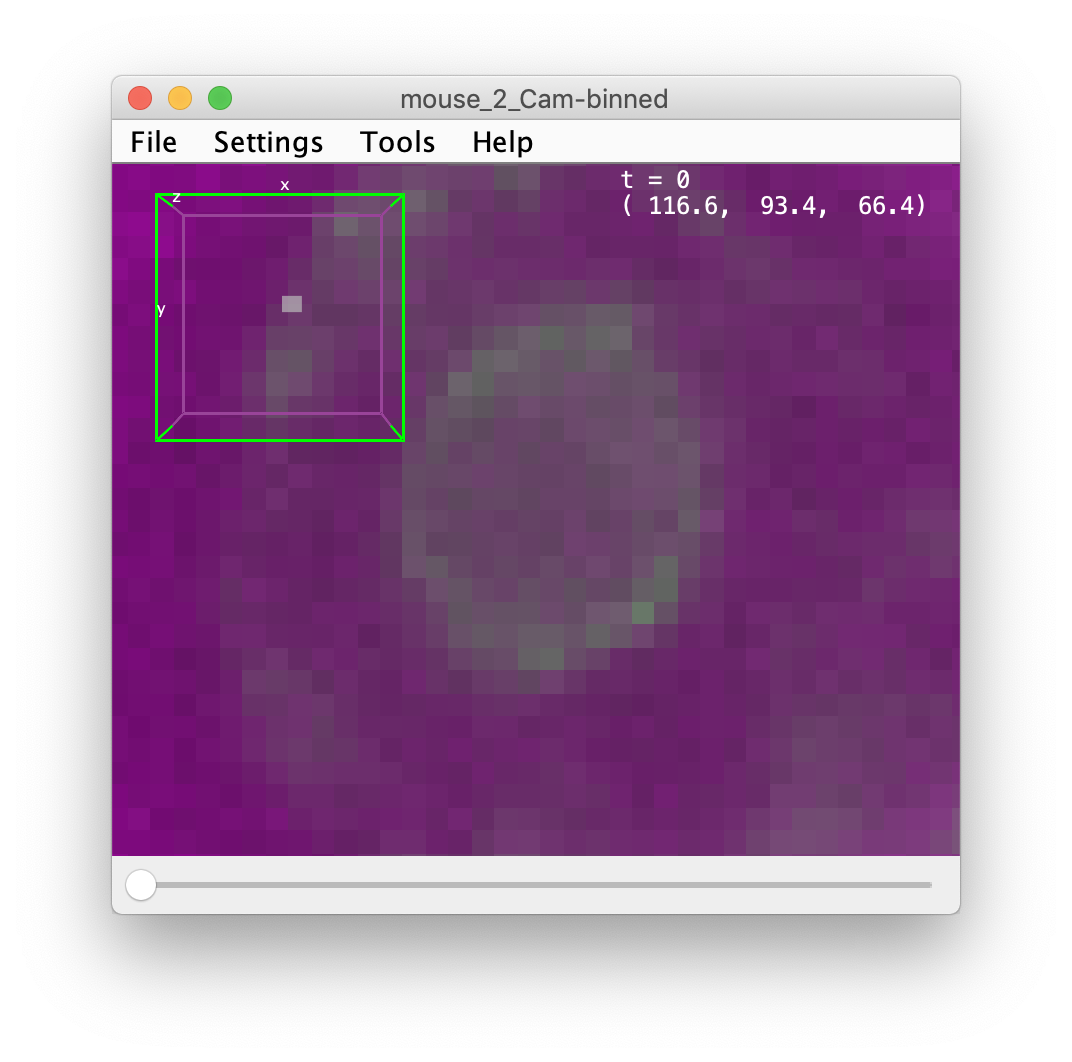 mouse_2_Cam-binned
File Settings Tools Help
t = 0
( 116.6, 93.4, 66.4)
x
z
y